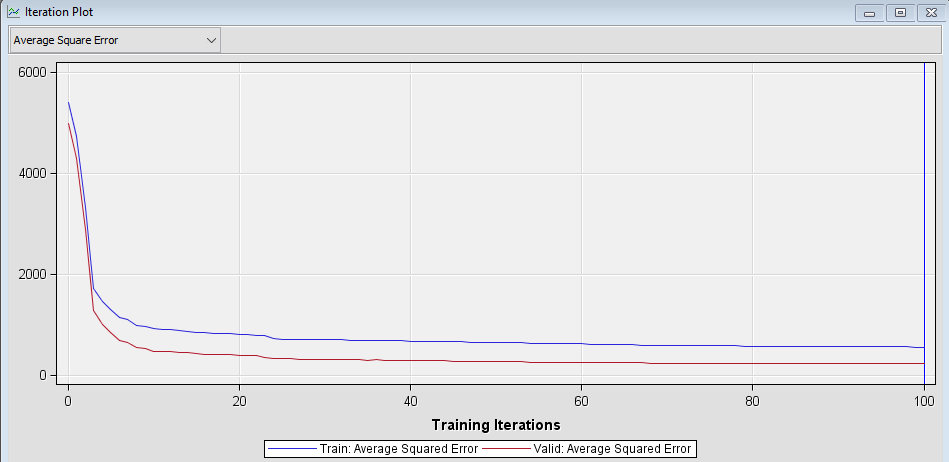 Iteration Plot
Average Square Error
6000
4000
2000
0
0 20 40 60 80 100
Training Iterations
Train: Average Squared Error Valid: Average Squared Error